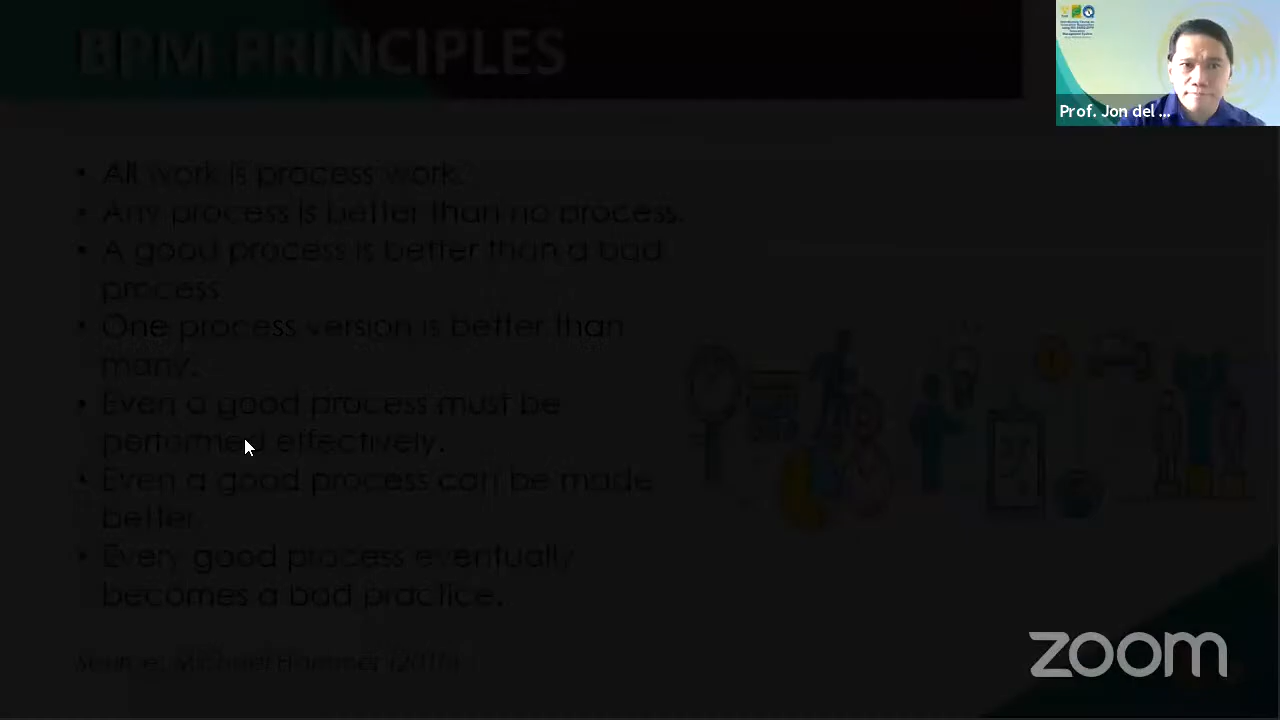 BPM PRINCIPLES
Prof. Jon del ...
• All work is process work.
• Any process is better than no process.
• A good process is better than a bad
process
• One process version is better than
many.
• Even a good process must be
performed effectively.
• Even a good process can be made
better
• Every good process eventually
becomes a bad practice.
Source: Michael Hammer (2010)
zoom